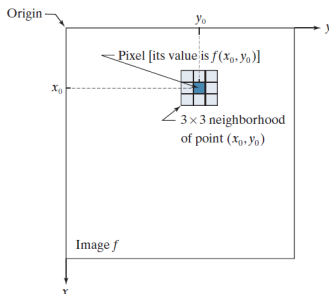 Origin
y₀
y
Pixel [its value is f(x₀, y₀)]
x₀
3 × 3 neighborhood
of point (x₀, y₀)
Image f
x